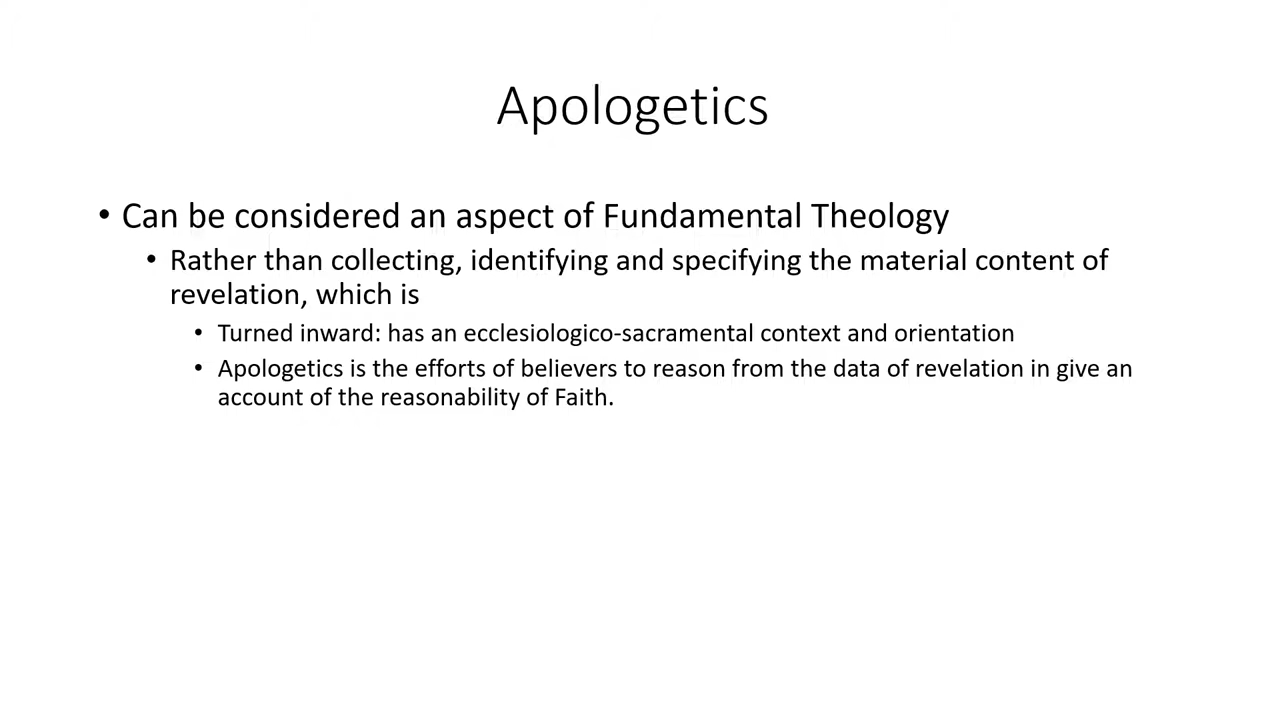 Apologetics
• Can be considered an aspect of Fundamental Theology
• Rather than collecting, identifying and specifying the material content of
revelation, which is
• Turned inward: has an ecclesiologico-sacramental context and orientation
• Apologetics is the efforts of believers to reason from the data of revelation in give an
account of the reasonability of Faith.